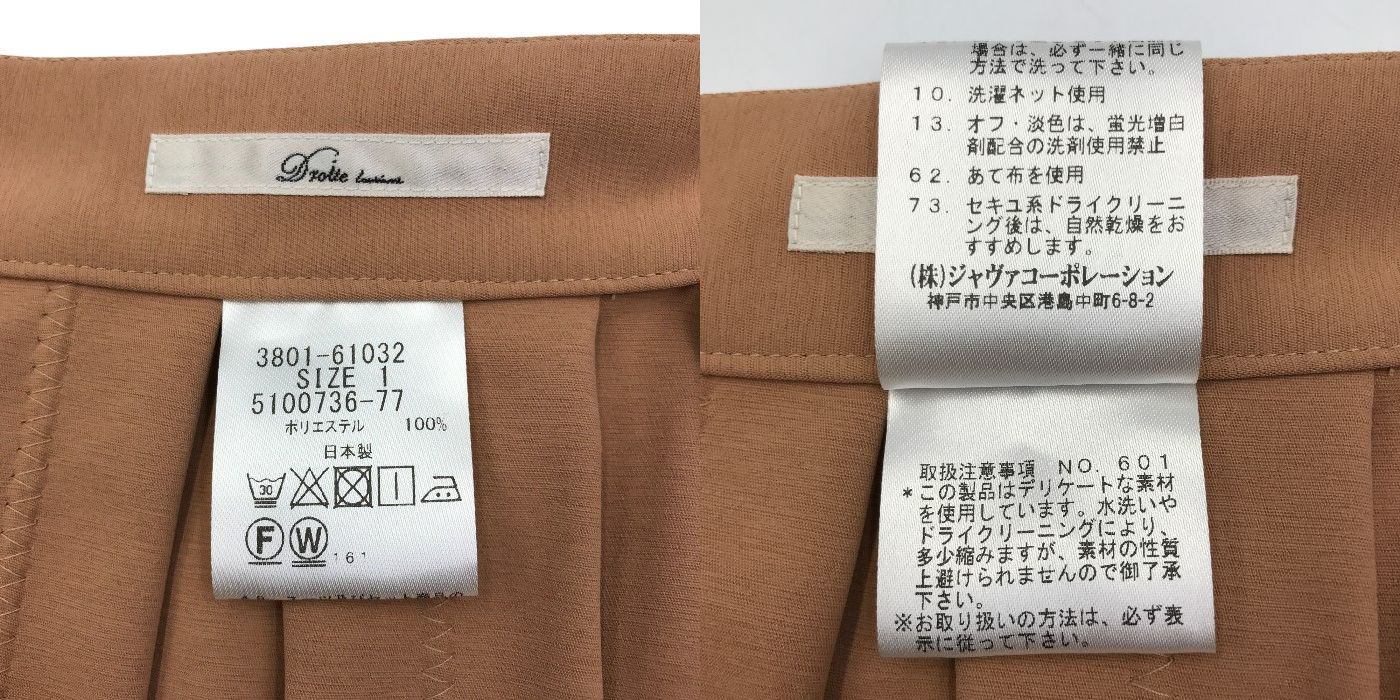 Droite lautréamont
3801-61032
SIZE 1
5100736-77
ポリエステル 100%
日本製
30
F W 161
場合は、必ず一緒に同じ
方法で洗って下さい。
10. 洗濯ネット使用
13. オフ・淡色は、蛍光増白
剤配合の洗剤使用禁止
62. あて布を使用
73. セキユ系ドライクリーニ
ング後は、自然乾燥をお
すすめします。
(株)ジャヴァコーポレーション
神戸市中央区港島中町6-8-2
取扱注意事項 NO. 601
*この製品はデリケートな素材
を使用しています。水洗いや
ドライクリーニングにより、
多少縮みますが、素材の性質
上避けられませんので御了承
下さい。
※お取り扱いの方法は、必ず表
示に従って下さい。